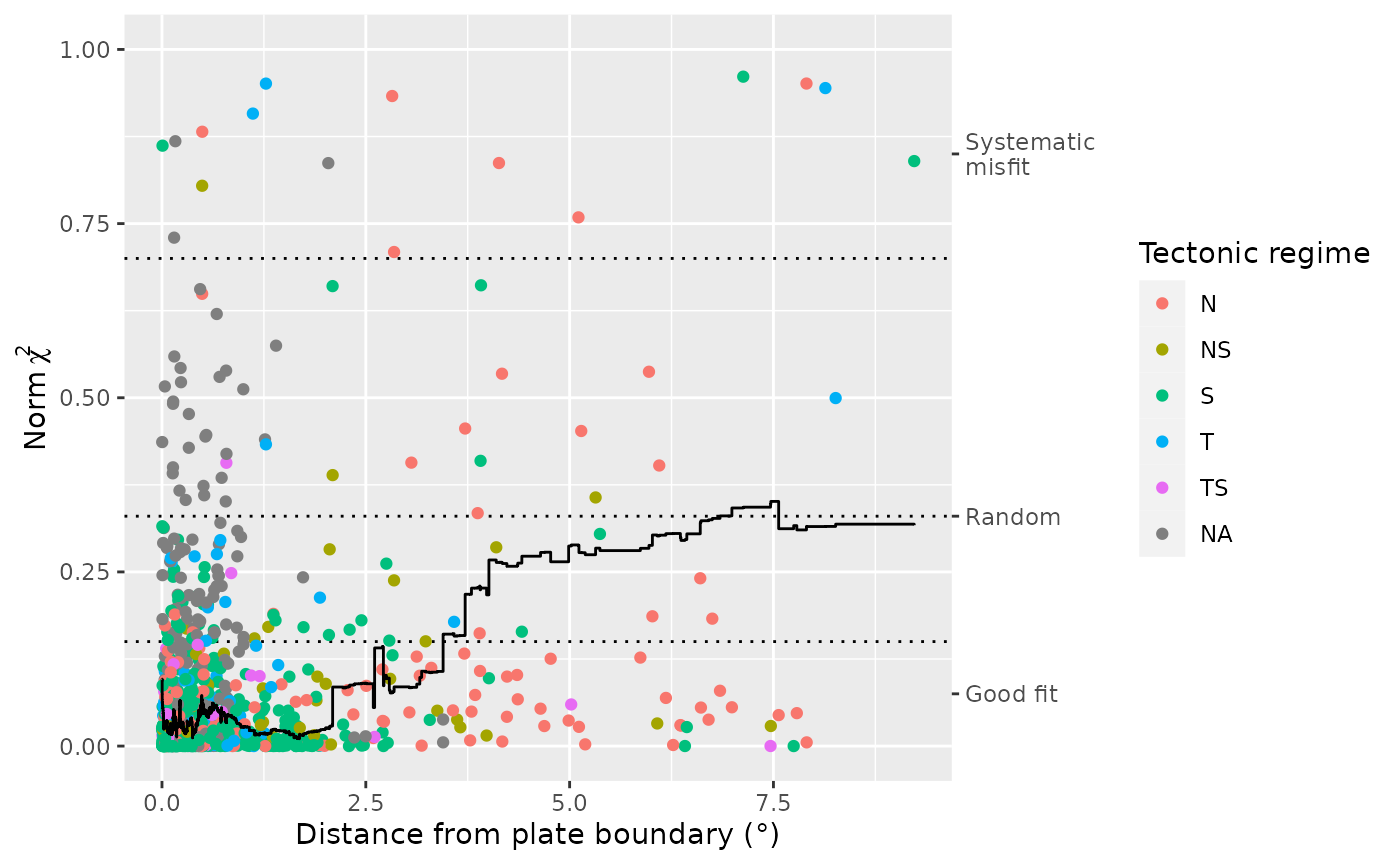 1.00
0.75
0.50
0.25
0.00
Norm χ²
0.0
2.5
5.0
7.5
Distance from plate boundary (°)
Systematic
misfit
Random
Good fit
Tectonic regime
N
NS
S
T
TS
NA